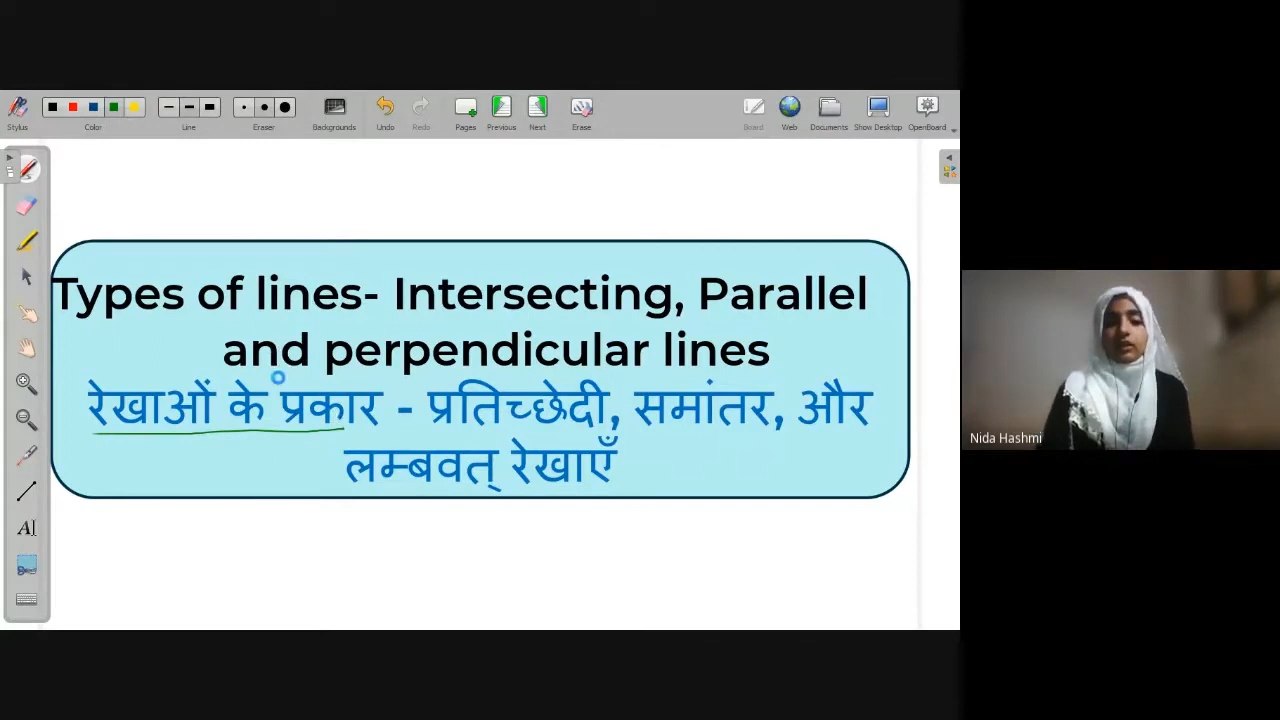 Stylus Color Line Eraser Backgrounds Undo Redo Pages Previous Next Erase Board Web Documents Show Desktop OpenBoard
Types of lines- Intersecting, Parallel
and perpendicular lines
रेखाओं के प्रकार - प्रतिच्छेदी, समांतर, और
लम्बवत् रेखाएँ
Nida Hashmi